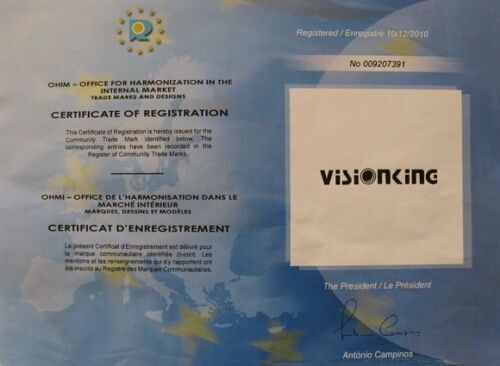 OHIM – OFFICE FOR HARMONIZATION IN THE
INTERNAL MARKET
TRADE MARKS AND DESIGNS
CERTIFICATE OF REGISTRATION
This Certificate of Registration is hereby issued for the
Community Trade Mark identified below. The
corresponding entries have been recorded in the
Register of Community Trade Marks.
OHMI – OFFICE DE L'HARMONISATION DANS LE
MARCHÉ INTÉRIEUR
MARQUES, DESSINS ET MODÈLES
CERTIFICAT D'ENREGISTREMENT
Le présent Certificat d'Enregistrement est délivré pour
la marque communautaire identifiée ci-joint. Les
mentions et les renseignements qui s'y rapportent ont
été inscrits au Registre des Marques Communautaires.
Registered / Enregistré 10/12/2010
No 009207391
VISIONKING
The President / Le Président
António Campinos